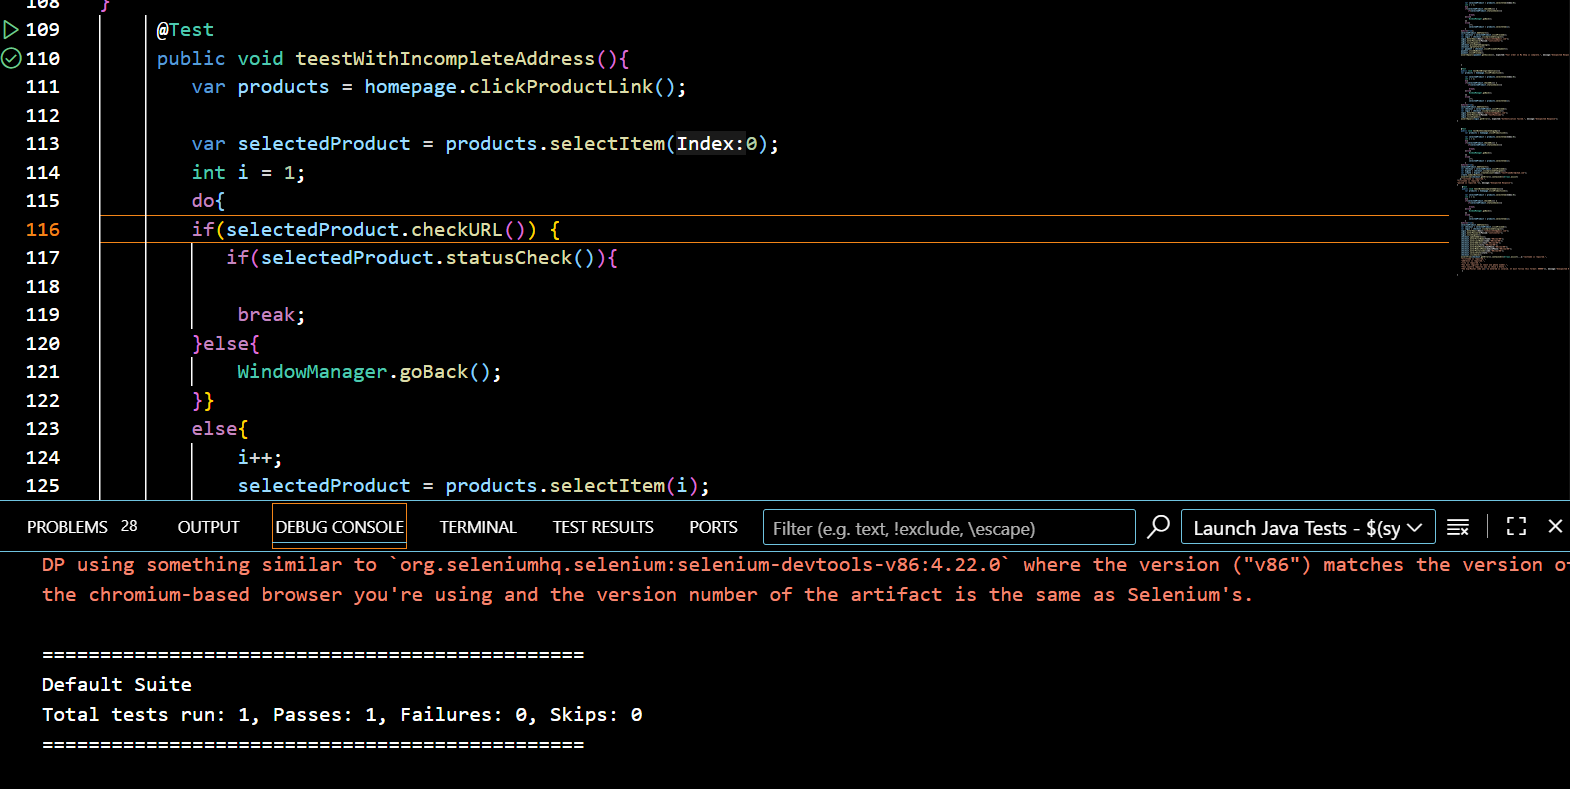 108 }
109 @Test
110 public void teestWithIncompleteAddress(){
111 var products = homepage.clickProductLink();
112
113 var selectedProduct = products.selectItem(Index:0);
114 int i = 1;
115 do{
116 if(selectedProduct.checkURL()) {
117 if(selectedProduct.statusCheck()){
118
119 break;
120 }else{
121 WindowManager.goBack();
122 }}
123 else{
124 i++;
125 selectedProduct = products.selectItem(i);
PROBLEMS 28 OUTPUT DEBUG CONSOLE TERMINAL TEST RESULTS PORTS Filter (e.g. text, !exclude, \escape) Launch Java Tests - $(sy
DP using something similar to `org.seleniumhq.selenium:selenium-devtools-v86:4.22.0` where the version ("v86") matches the version of
the chromium-based browser you're using and the version number of the artifact is the same as Selenium's.
===============================================
Default Suite
Total tests run: 1, Passes: 1, Failures: 0, Skips: 0
===============================================